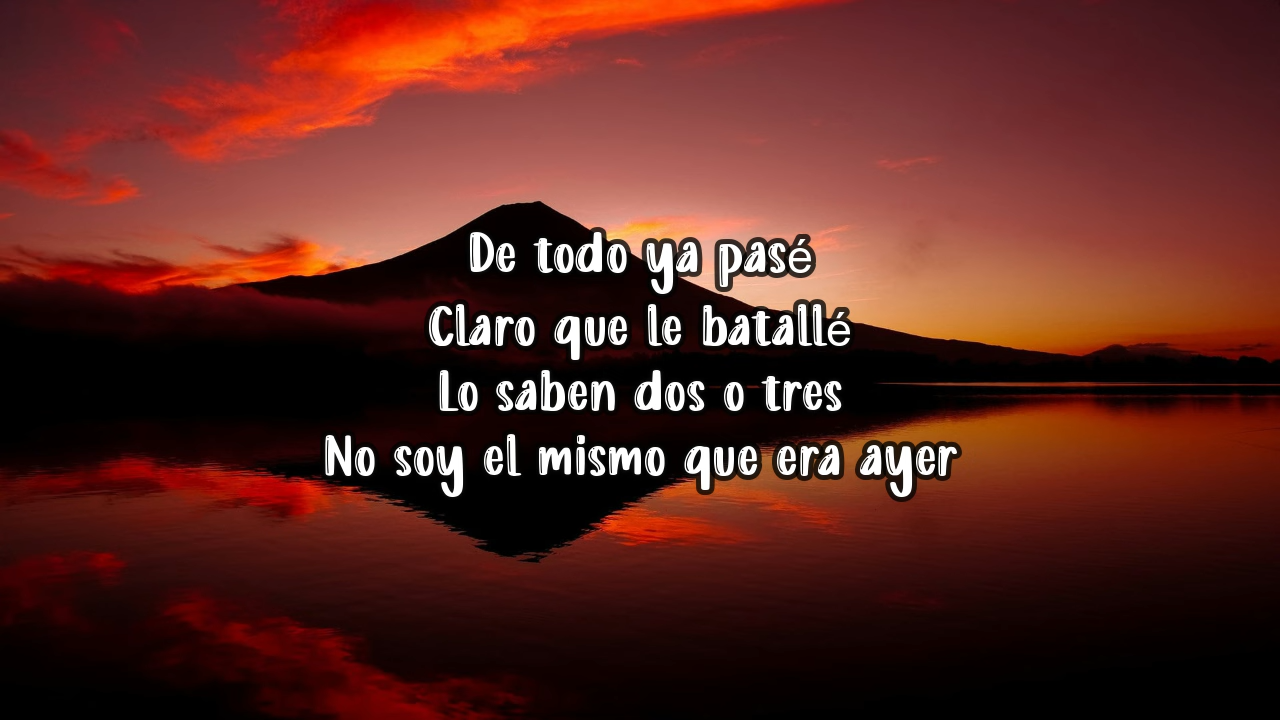 De todo ya pasé
Claro que le batallé
Lo saben dos o tres
No soy el mismo que era ayer